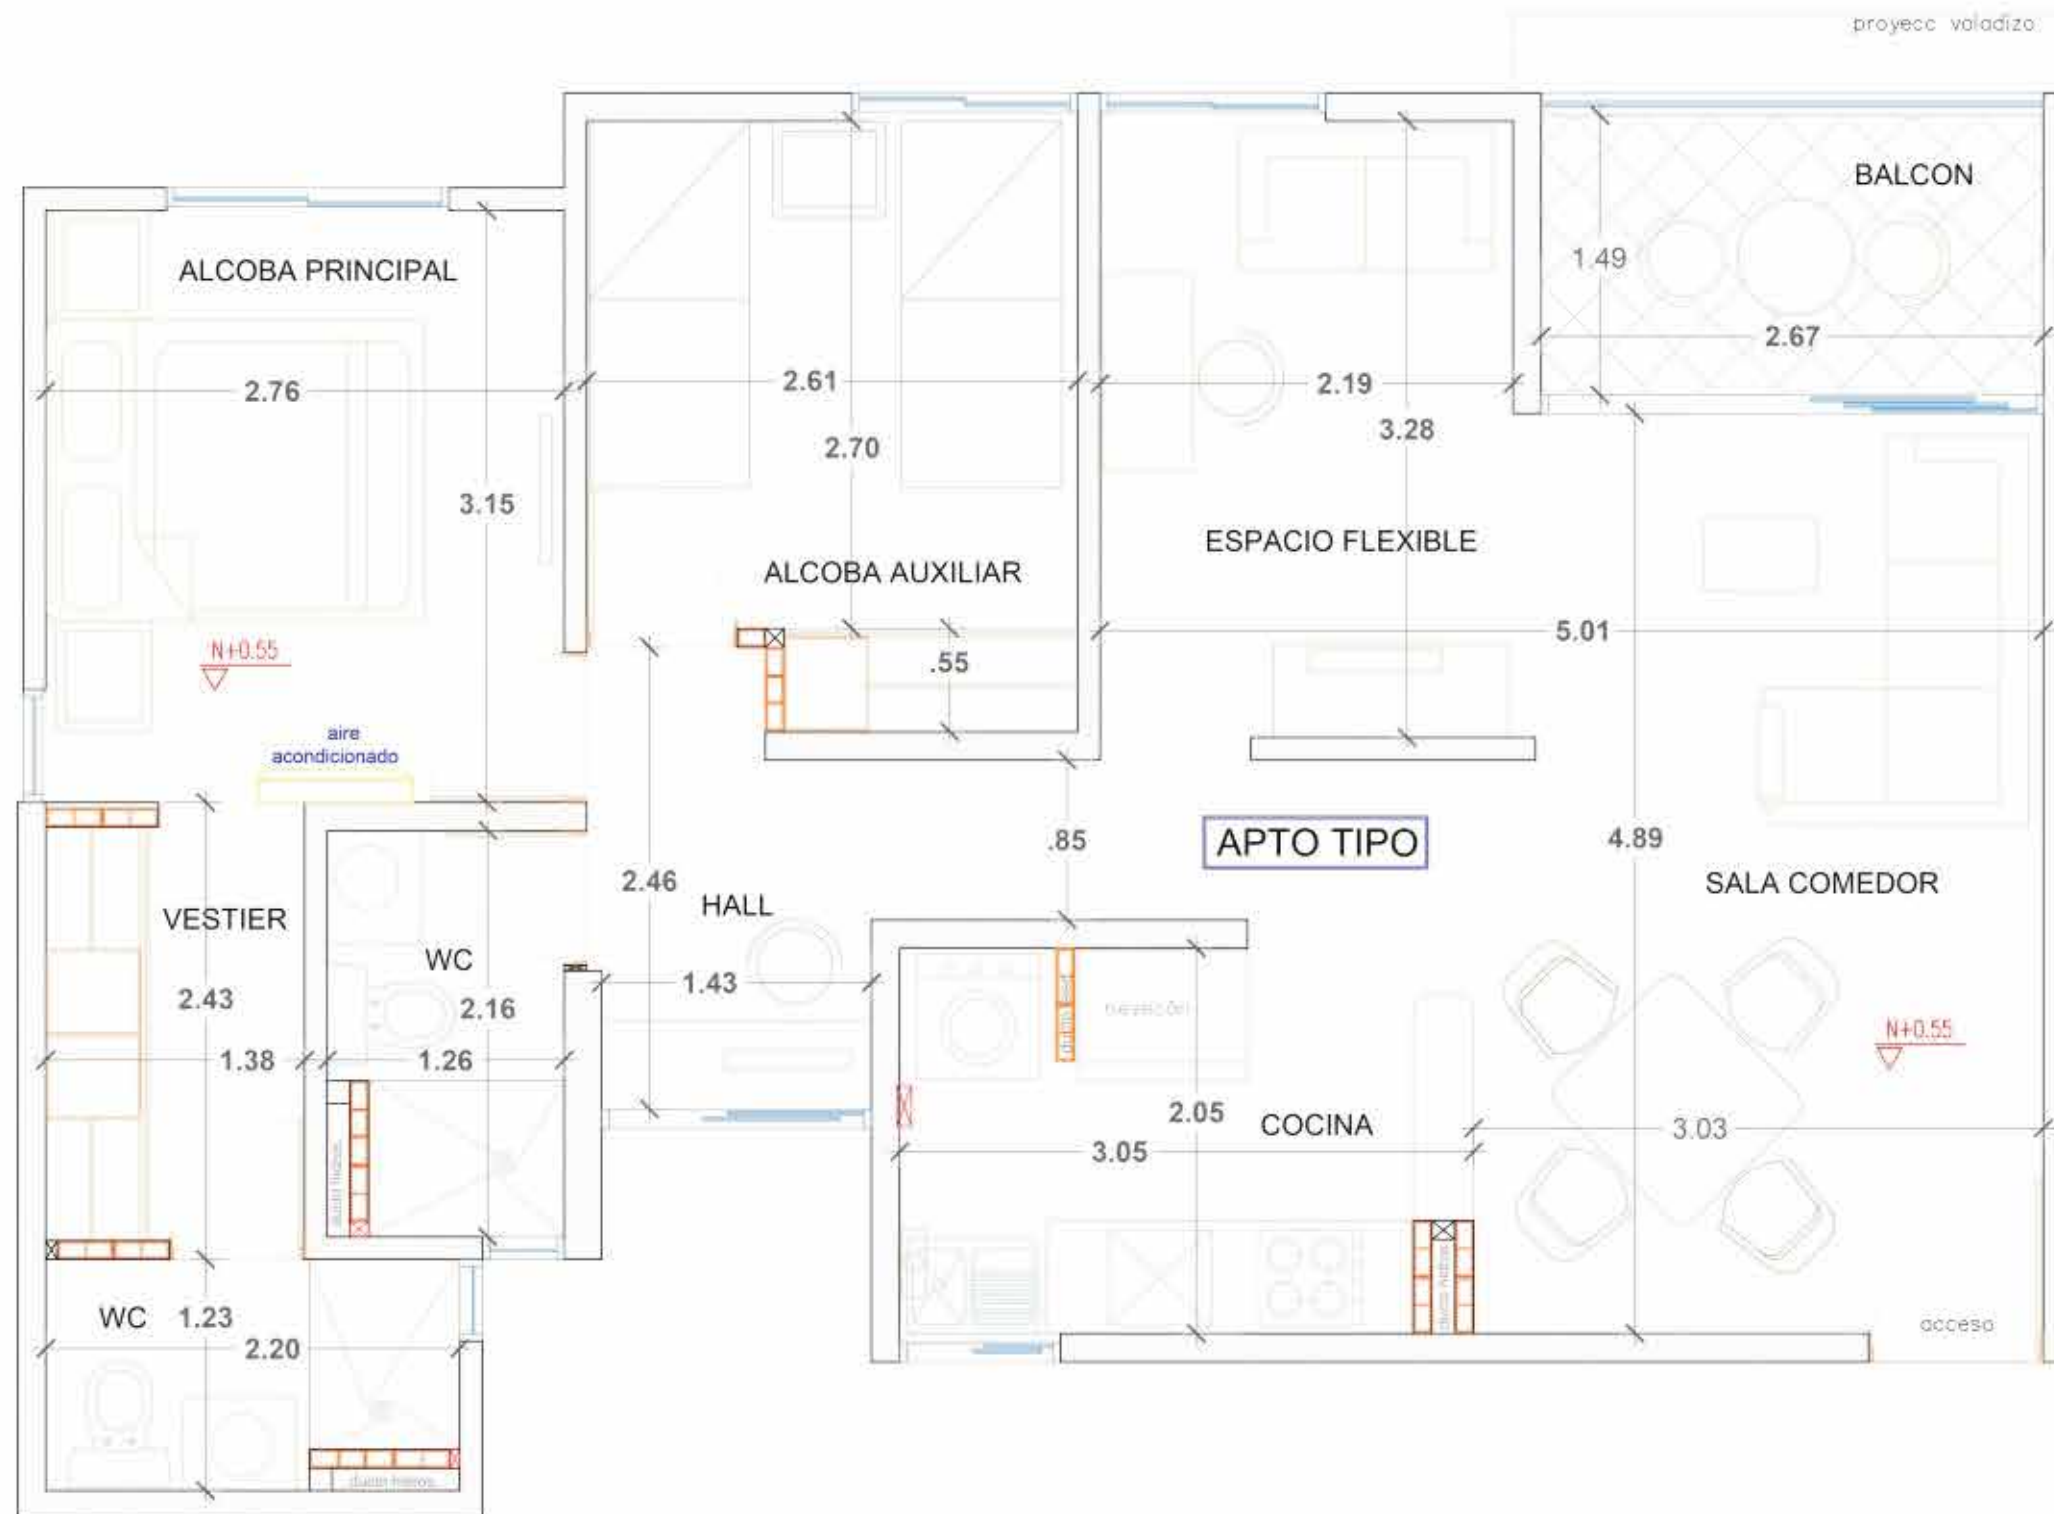 proyecc voladizo
BALCON
ALCOBA PRINCIPAL
1.49
2.67
2.76
2.61
2.19
3.28
2.70
3.15
ESPACIO FLEXIBLE
ALCOBA AUXILIAR
5.01
N+0.55
.55
aire
acondicionado
.85
APTO TIPO
4.89
2.46
SALA COMEDOR
HALL
VESTIER
WC
1.43
2.43
2.16
nevecón
N+0.55
1.38
1.26
2.05
COCINA
3.03
3.05
WC
1.23
2.20
acceso